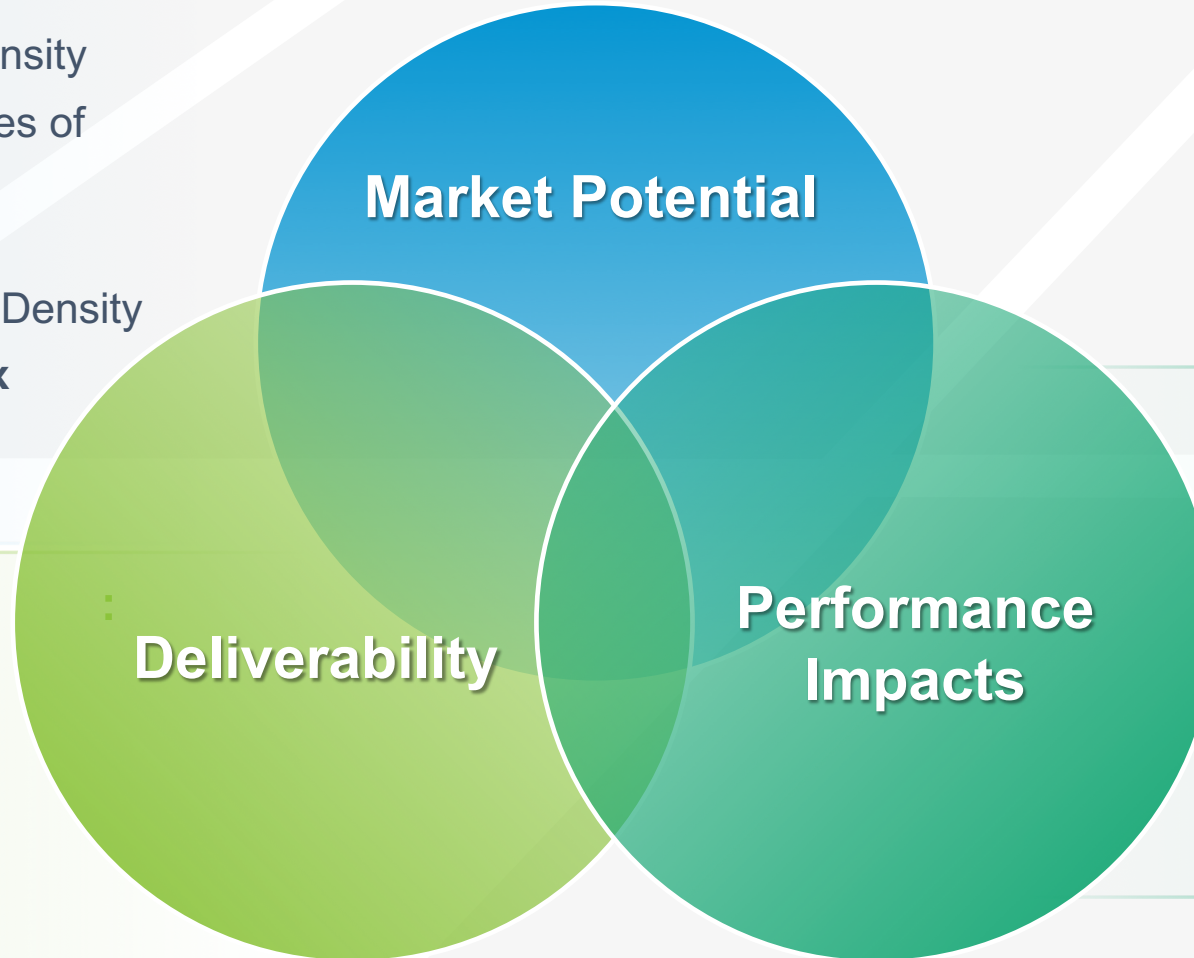 nsity
es of
Density
x
Market Potential
:
Deliverability
Performance
Impacts